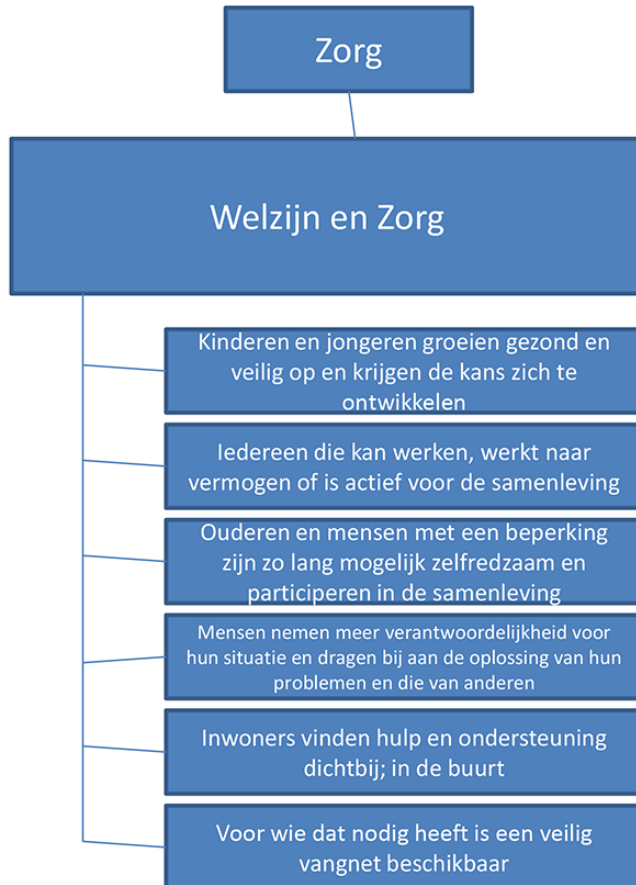 Zorg
Welzijn en Zorg
Kinderen en jongeren groeien gezond en
veilig op en krijgen de kans zich te
ontwikkelen
Iedereen die kan werken, werkt naar
vermogen of is actief voor de samenleving
Ouderen en mensen met een beperking
zijn zo lang mogelijk zelfredzaam en
participeren in de samenleving
Mensen nemen meer verantwoordelijkheid voor
hun situatie en dragen bij aan de oplossing van hun
problemen en die van anderen
Inwoners vinden hulp en ondersteuning
dichtbij; in de buurt
Voor wie dat nodig heeft is een veilig
vangnet beschikbaar